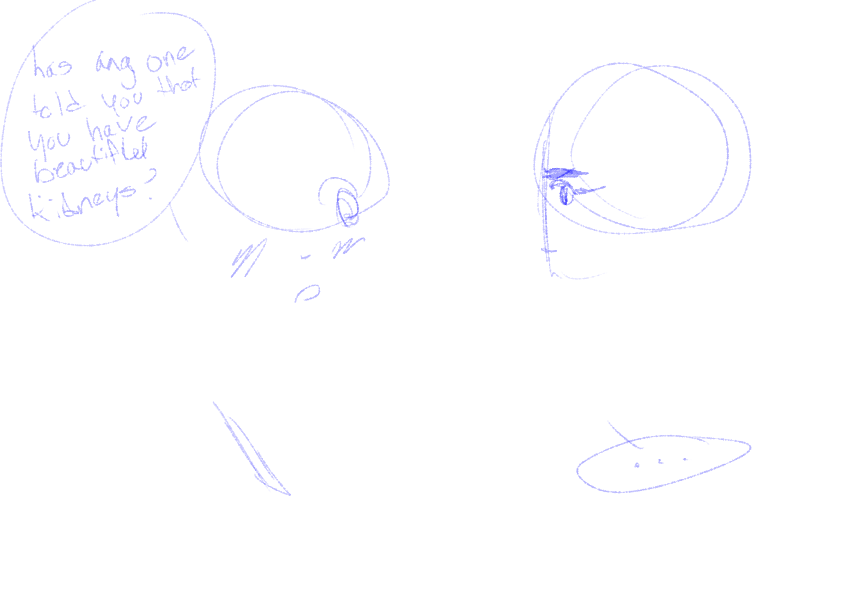 has any one
told you that
you have
beautiful
kidneys?
...